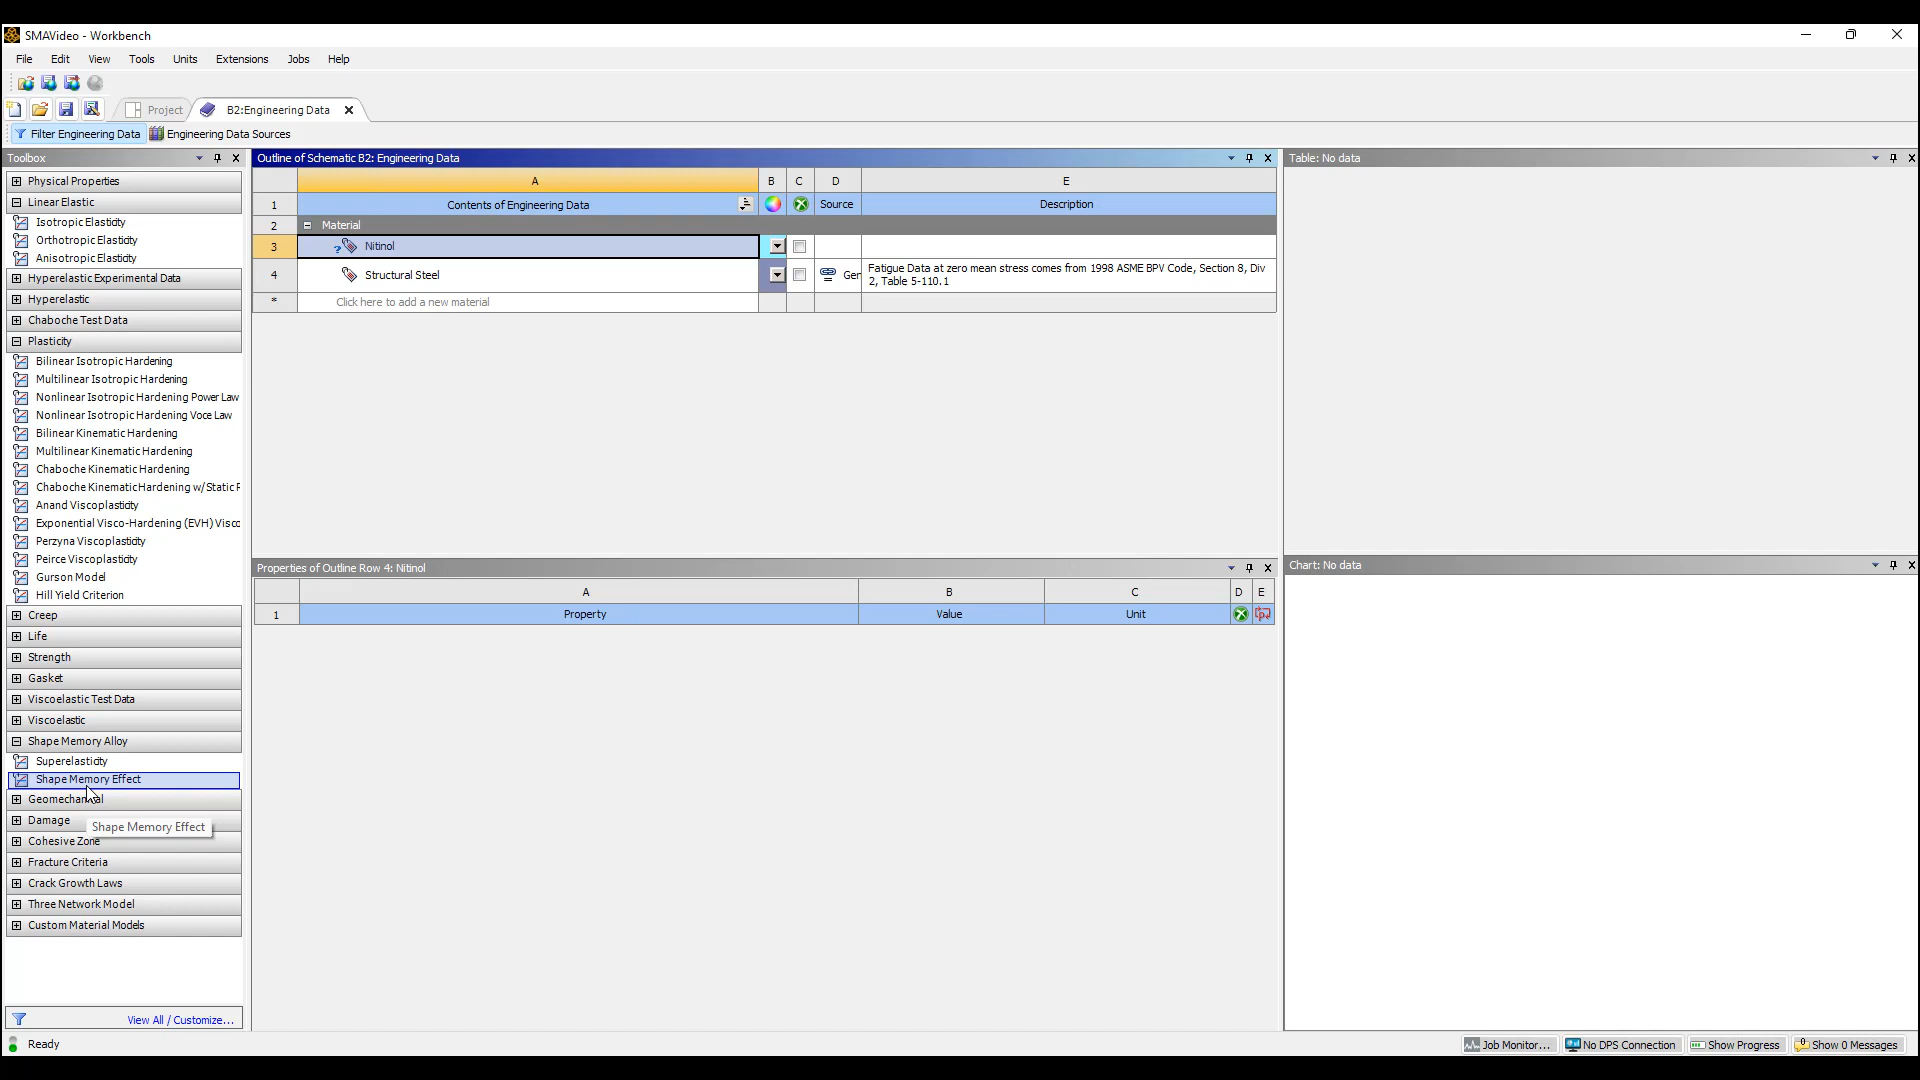 SMAVideo - Workbench
File Edit View Tools Units Extensions Jobs Help
Project B2:Engineering Data
Filter Engineering Data Engineering Data Sources
Toolbox
Physical Properties
Linear Elastic
Isotropic Elasticity
Orthotropic Elasticity
Anisotropic Elasticity
Hyperelastic Experimental Data
Hyperelastic
Chaboche Test Data
Plasticity
Bilinear Isotropic Hardening
Multilinear Isotropic Hardening
Nonlinear Isotropic Hardening Power Law
Nonlinear Isotropic Hardening Voce Law
Bilinear Kinematic Hardening
Multilinear Kinematic Hardening
Chaboche Kinematic Hardening
Chaboche Kinematic Hardening w/ Static R
Anand Viscoplasticity
Exponential Visco-Hardening (EVH) Visco
Perzyna Viscoplasticity
Peirce Viscoplasticity
Gurson Model
Hill Yield Criterion
Creep
Life
Strength
Gasket
Viscoelastic Test Data
Viscoelastic
Shape Memory Alloy
Superelasticity
Shape Memory Effect
Geomechanical
Damage
Shape Memory Effect
Cohesive Zone
Fracture Criteria
Crack Growth Laws
Three Network Model
Custom Material Models
View All / Customize...
Outline of Schematic B2: Engineering Data
A B C D E
1 Contents of Engineering Data Source Description
2 Material
3 ? Nitinol
4 Structural Steel Gen Fatigue Data at zero mean stress comes from 1998 ASME BPV Code, Section 8, Div
2, Table 5-110.1
* Click here to add a new material
Properties of Outline Row 4: Nitinol
A B C D E
1 Property Value Unit
Table: No data
Chart: No data
Ready Job Monitor... No DPS Connection Show Progress Show 0 Messages